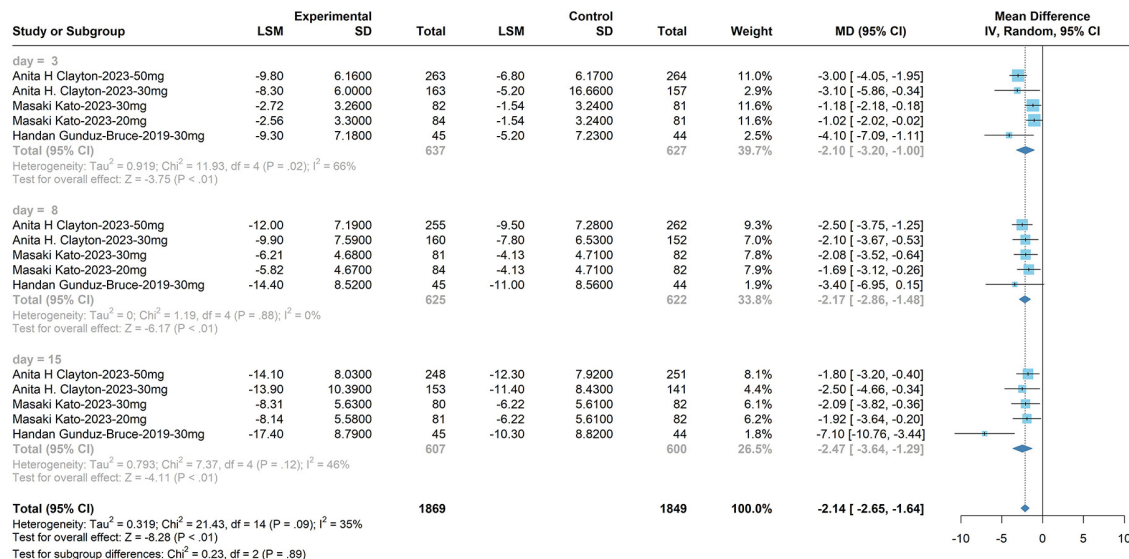 Experimental Control Mean Difference
Study or Subgroup LSM SD Total LSM SD Total Weight MD (95% CI) IV, Random, 95% CI
day = 3
Anita H Clayton-2023-50mg -9.80 6.1600 263 -6.80 6.1700 264 11.0% -3.00 [ -4.05, -1.95]
Anita H. Clayton-2023-30mg -8.30 6.0000 163 -5.20 16.6600 157 2.9% -3.10 [ -5.86, -0.34]
Masaki Kato-2023-30mg -2.72 3.2600 82 -1.54 3.2400 81 11.6% -1.18 [ -2.18, -0.18]
Masaki Kato-2023-20mg -2.56 3.3000 84 -1.54 3.2400 81 11.6% -1.02 [ -2.02, -0.02]
Handan Gunduz-Bruce-2019-30mg -9.30 7.1800 45 -5.20 7.2300 44 2.5% -4.10 [ -7.09, -1.11]
Total (95% CI) 637 627 39.7% -2.10 [ -3.20, -1.00]
Heterogeneity: Tau² = 0.919; Chi² = 11.93, df = 4 (P = .02); I² = 66%
Test for overall effect: Z = -3.75 (P < .01)
day = 8
Anita H Clayton-2023-50mg -12.00 7.1900 255 -9.50 7.2800 262 9.3% -2.50 [ -3.75, -1.25]
Anita H. Clayton-2023-30mg -9.90 7.5900 160 -7.80 6.5300 152 7.0% -2.10 [ -3.67, -0.53]
Masaki Kato-2023-30mg -6.21 4.6800 81 -4.13 4.7100 82 7.8% -2.08 [ -3.52, -0.64]
Masaki Kato-2023-20mg -5.82 4.6700 84 -4.13 4.7100 82 7.9% -1.69 [ -3.12, -0.26]
Handan Gunduz-Bruce-2019-30mg -14.40 8.5200 45 -11.00 8.5600 44 1.9% -3.40 [ -6.95, 0.15]
Total (95% CI) 625 622 33.8% -2.17 [ -2.86, -1.48]
Heterogeneity: Tau² = 0; Chi² = 1.19, df = 4 (P = .88); I² = 0%
Test for overall effect: Z = -6.17 (P < .01)
day = 15
Anita H Clayton-2023-50mg -14.10 8.0300 248 -12.30 7.9200 251 8.1% -1.80 [ -3.20, -0.40]
Anita H. Clayton-2023-30mg -13.90 10.3900 153 -11.40 8.4300 141 4.4% -2.50 [ -4.66, -0.34]
Masaki Kato-2023-30mg -8.31 5.6300 80 -6.22 5.6100 82 6.1% -2.09 [ -3.82, -0.36]
Masaki Kato-2023-20mg -8.14 5.5800 81 -6.22 5.6100 82 6.2% -1.92 [ -3.64, -0.20]
Handan Gunduz-Bruce-2019-30mg -17.40 8.7900 45 -10.30 8.8200 44 1.8% -7.10 [-10.76, -3.44]
Total (95% CI) 607 600 26.5% -2.47 [ -3.64, -1.29]
Heterogeneity: Tau² = 0.793; Chi² = 7.37, df = 4 (P = .12); I² = 46%
Test for overall effect: Z = -4.11 (P < .01)
Total (95% CI) 1869 1849 100.0% -2.14 [ -2.65, -1.64]
Heterogeneity: Tau² = 0.319; Chi² = 21.43, df = 14 (P = .09); I² = 35%
Test for overall effect: Z = -8.28 (P < .01)
Test for subgroup differences: Chi² = 0.23, df = 2 (P = .89)
-10 -5 0 5 10